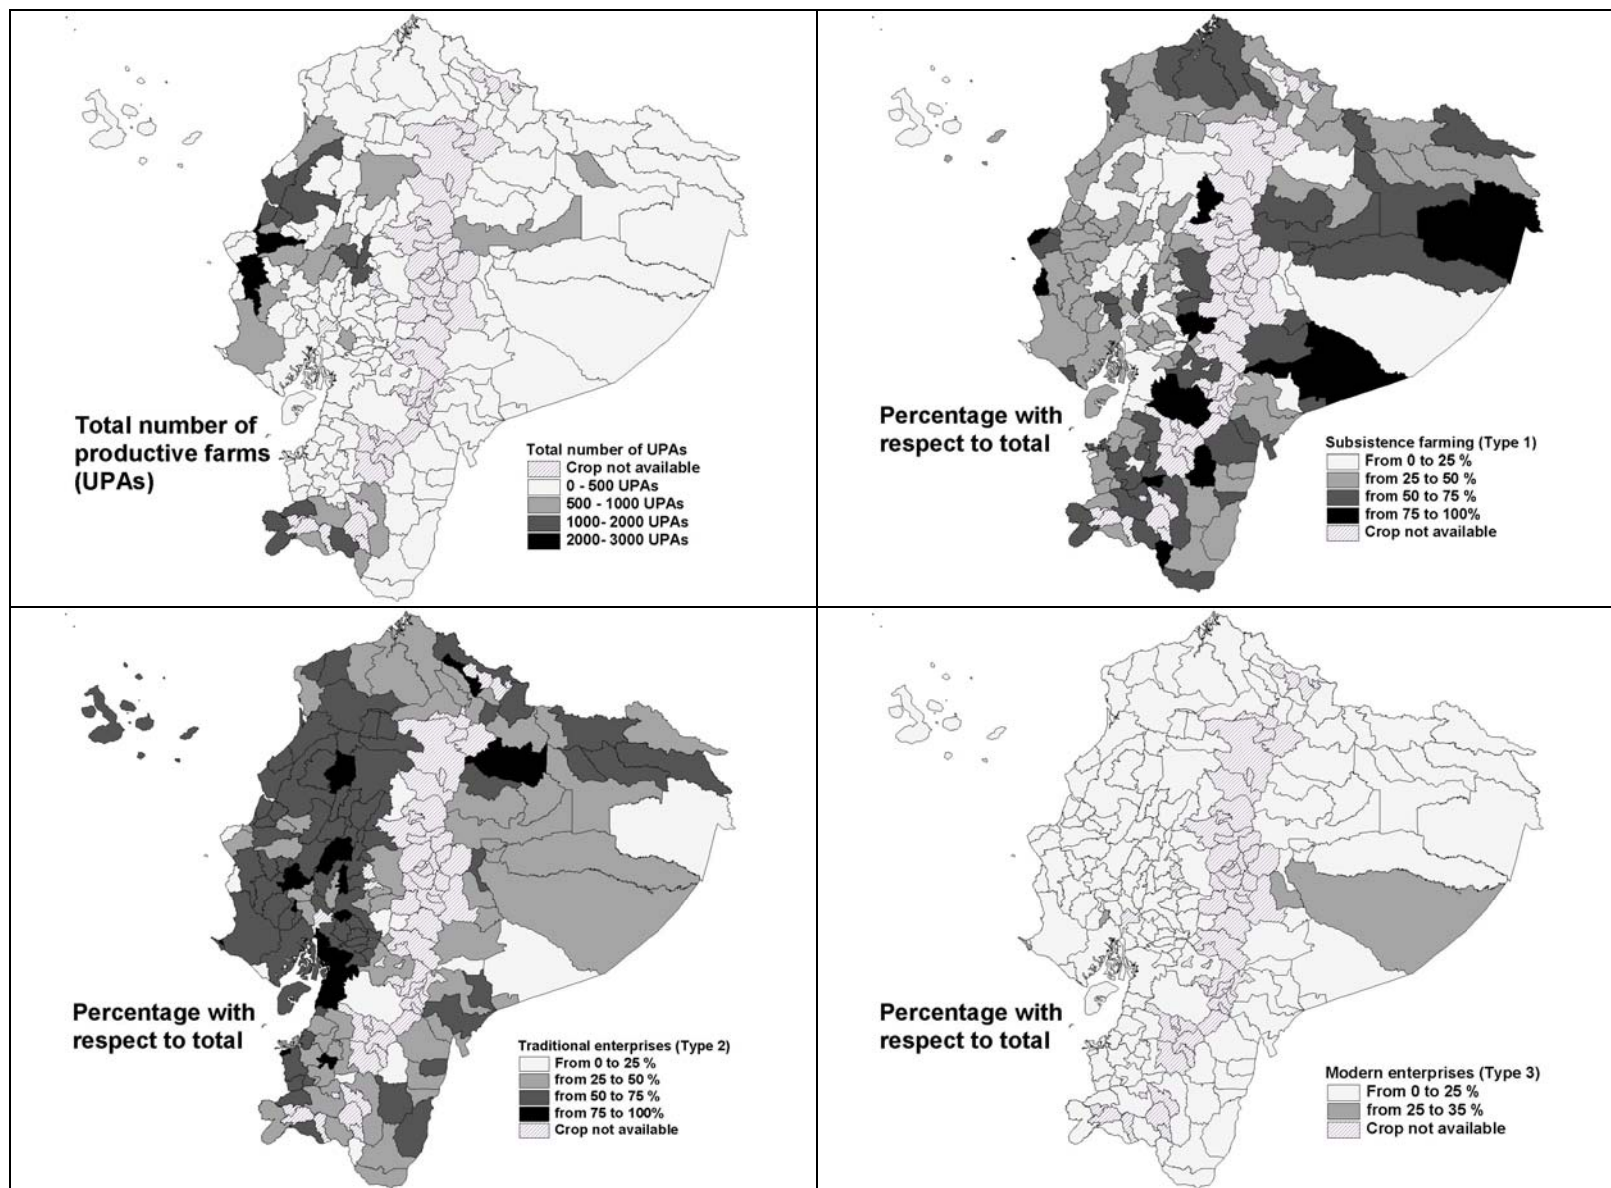 Total number of
productive farms
(UPAs)
Total number of UPAs
Crop not available
0 - 500 UPAs
500 - 1000 UPAs
1000- 2000 UPAs
2000- 3000 UPAs
Percentage with
respect to total
Subsistence farming (Type 1)
From 0 to 25 %
from 25 to 50 %
from 50 to 75 %
from 75 to 100%
Crop not available
Percentage with
respect to total
Traditional enterprises (Type 2)
From 0 to 25 %
from 25 to 50 %
from 50 to 75 %
from 75 to 100%
Crop not available
Percentage with
respect to total
Modern enterprises (Type 3)
From 0 to 25 %
from 25 to 35 %
Crop not available